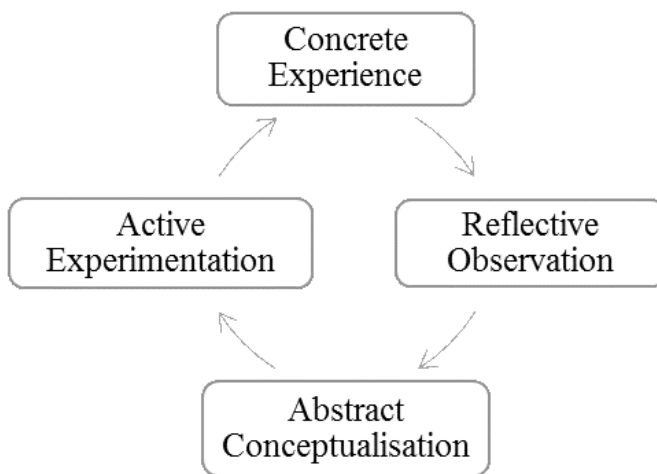 Concrete
Experience
Active
Experimentation
Reflective
Observation
Abstract
Conceptualisation